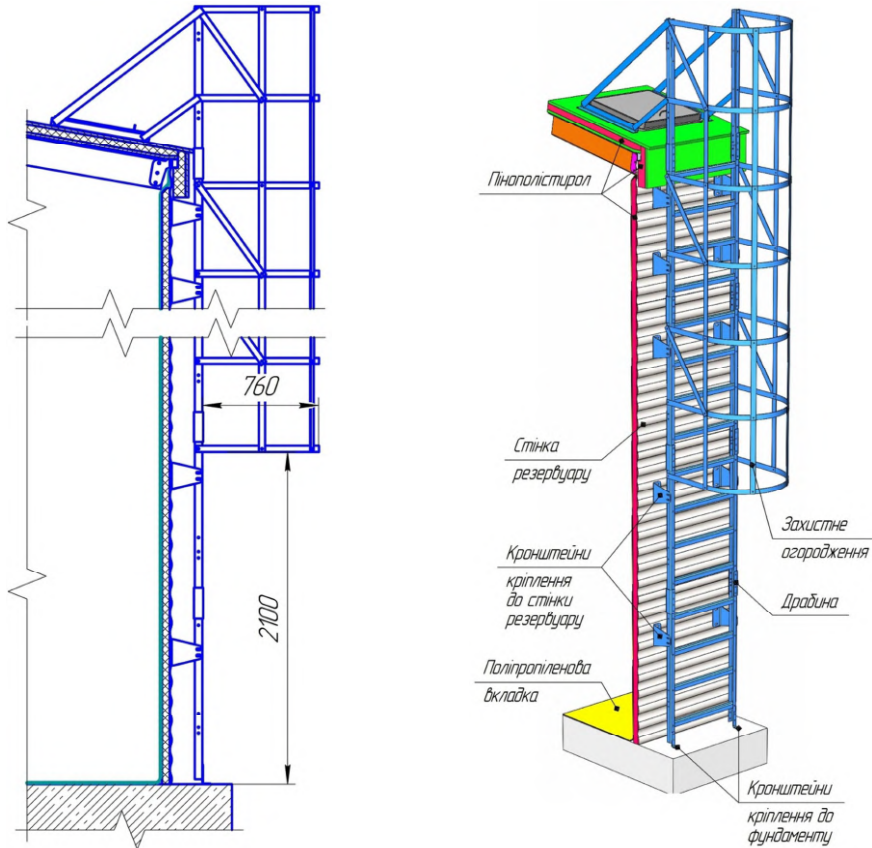 760
2100
Пінополістирол
Стінка
резервуару
Кронштейни
кріплення
до стінки
резервуару
Поліпропіленова
вкладка
Захистне
огородження
Драбина
Кронштейни
кріплення до
фундаменту